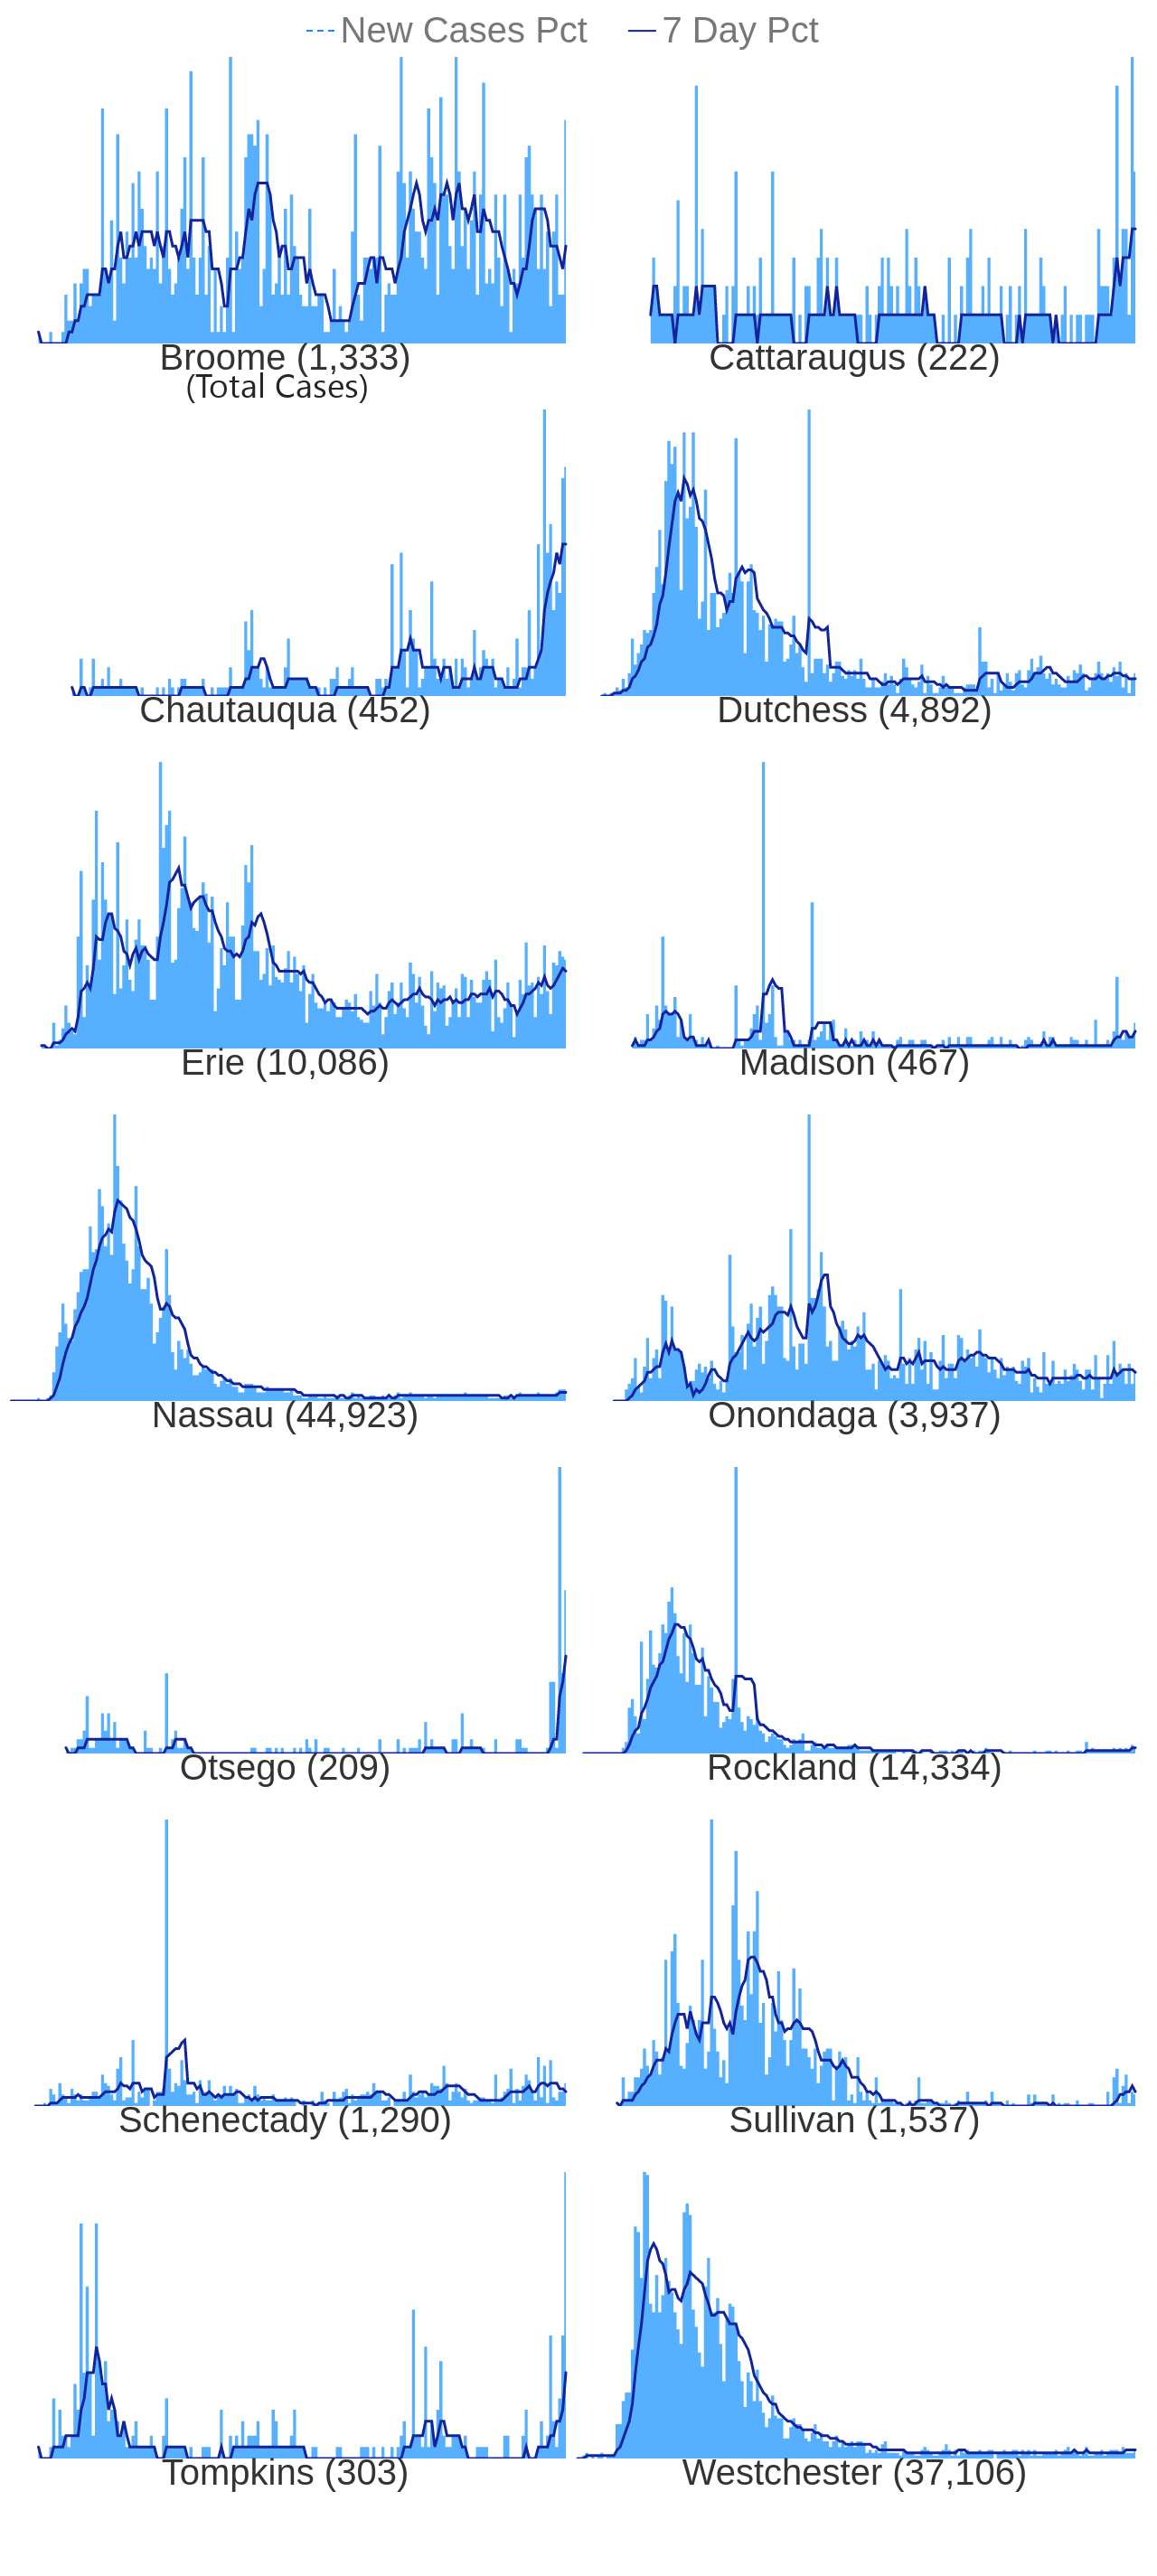 New Cases Pct 7 Day Pct
Broome (1,333) Cattaraugus (222)
(Total Cases)
Chautauqua (452) Dutchess (4,892)
Erie (10,086) Madison (467)
Nassau (44,923) Onondaga (3,937)
Otsego (209) Rockland (14,334)
Schenectady (1,290) Sullivan (1,537)
Tompkins (303) Westchester (37,106)